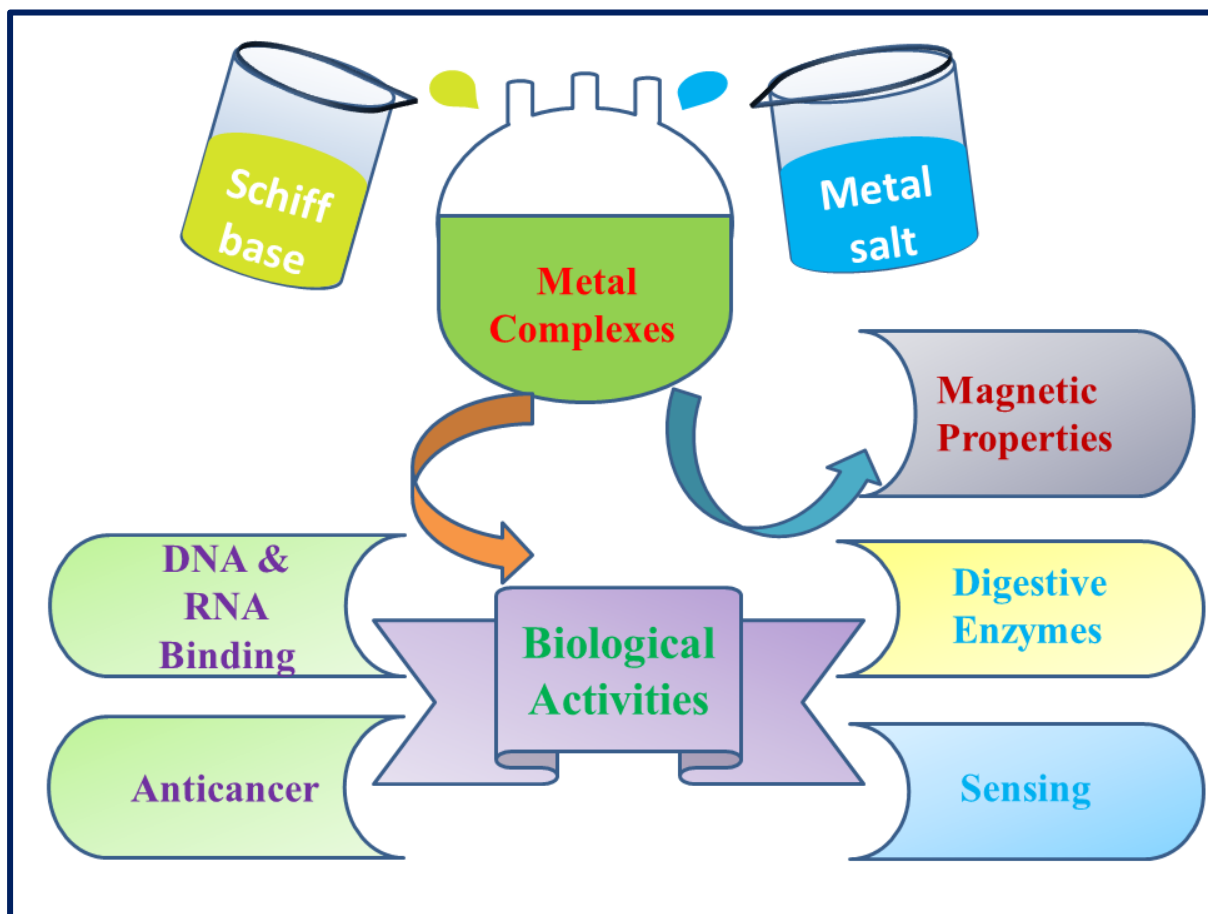 Schiff
base
Metal
salt
Metal
Complexes
Magnetic
Properties
DNA &
RNA
Binding
Biological
Activities
Digestive
Enzymes
Anticancer
Sensing